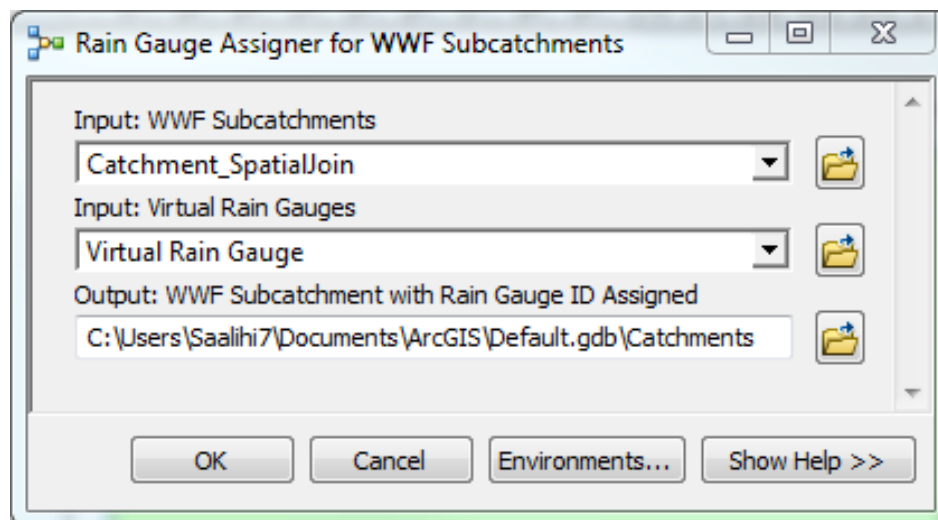 Rain Gauge Assigner for WWF Subcatchments
Input: WWF Subcatchments
Catchment_SpatialJoin
Input: Virtual Rain Gauges
Virtual Rain Gauge
Output: WWF Subcatchment with Rain Gauge ID Assigned
C:\Users\Saalihi7\Documents\ArcGIS\Default.gdb\Catchments
OK Cancel Environments... Show Help >>